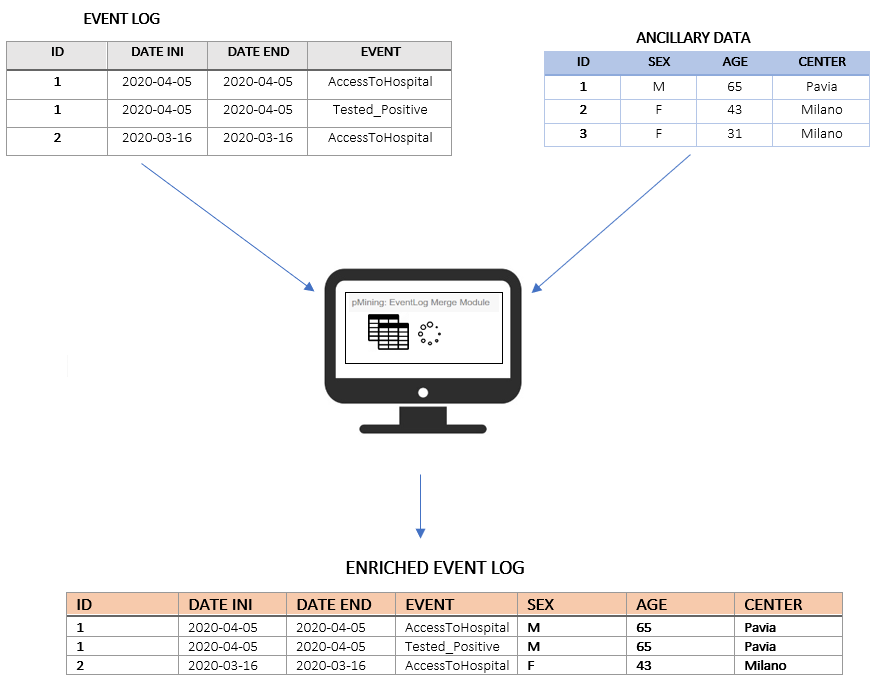 EVENT LOG
ID DATE INI DATE END EVENT
1 2020-04-05 2020-04-05 AccessToHospital
1 2020-04-05 2020-04-05 Tested_Positive
2 2020-03-16 2020-03-16 AccessToHospital
ANCILLARY DATA
ID SEX AGE CENTER
1 M 65 Pavia
2 F 43 Milano
3 F 31 Milano
pMining: EventLog Merge Module
ENRICHED EVENT LOG
ID DATE INI DATE END EVENT SEX AGE CENTER
1 2020-04-05 2020-04-05 AccessToHospital M 65 Pavia
1 2020-04-05 2020-04-05 Tested_Positive M 65 Pavia
2 2020-03-16 2020-03-16 AccessToHospital F 43 Milano